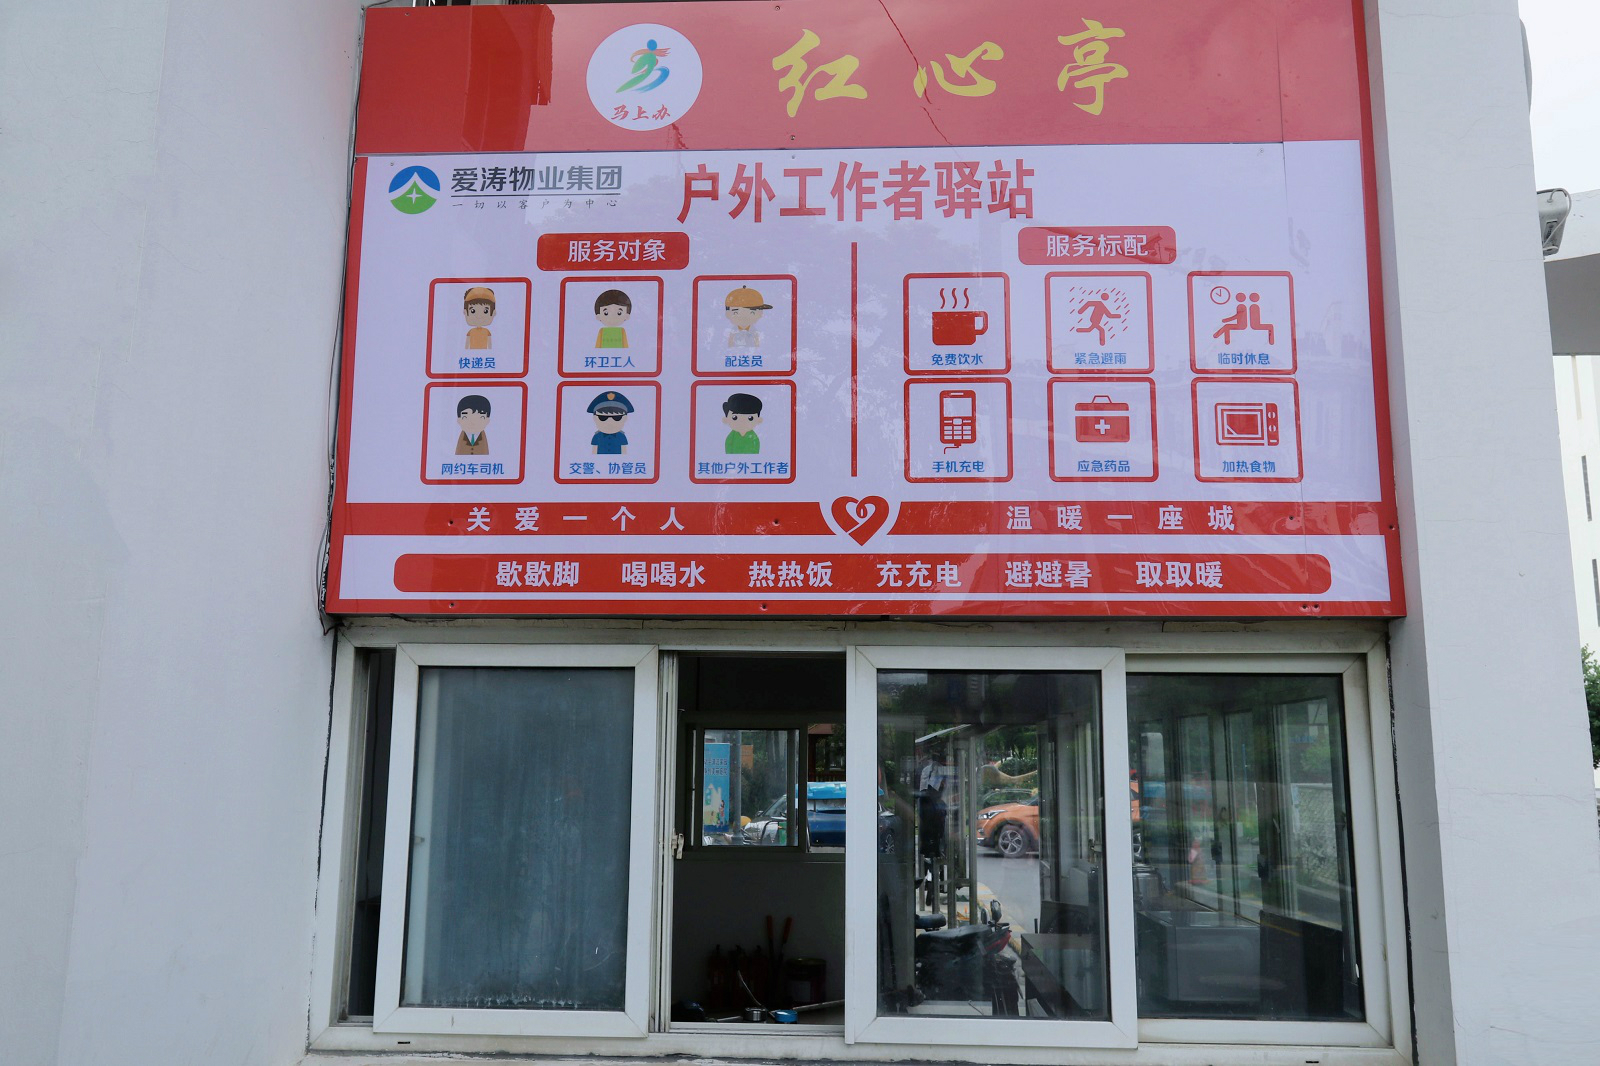 马上办
红心亭
爱涛物业集团
一切以客户为中心
户外工作者驿站
服务对象
快递员
环卫工人
配送员
网约车司机
交警、协管员
其他户外工作者
服务标配
免费饮水
紧急避雨
临时休息
手机充电
应急药品
加热食物
关爱一个人
温暖一座城
歇歇脚 喝喝水 热热饭 充充电 避避暑 取取暖